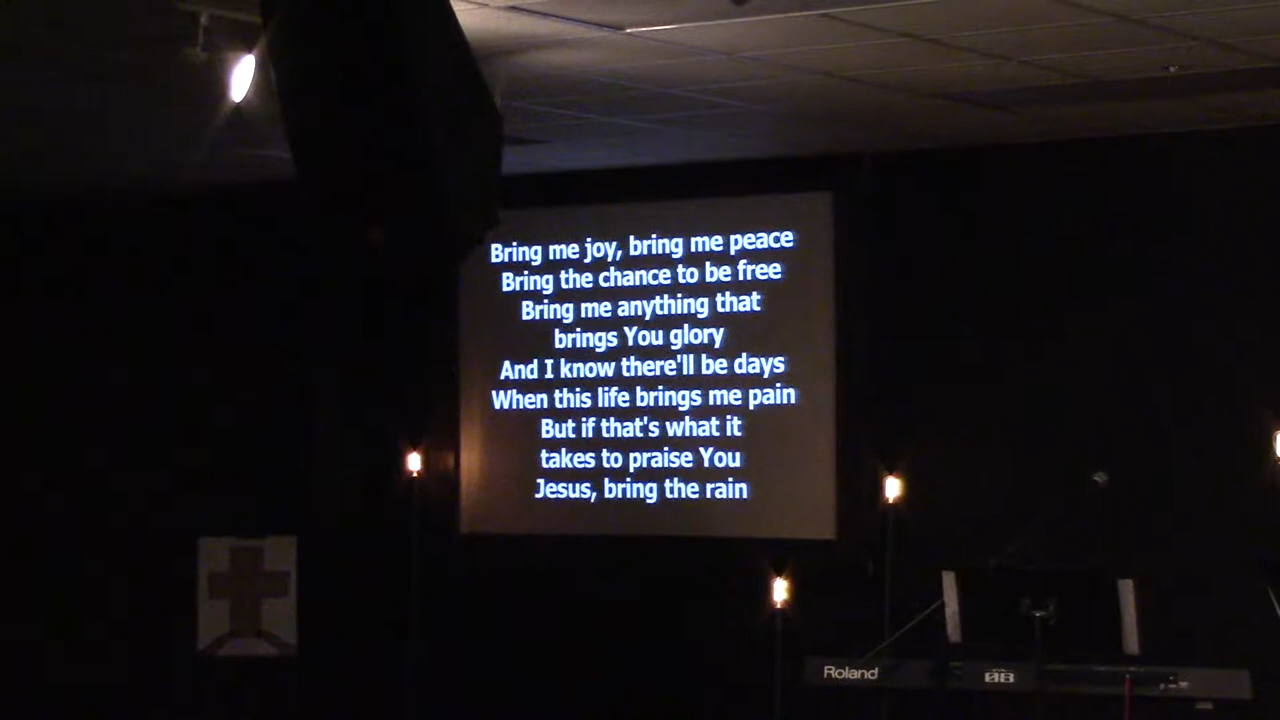 Bring me joy, bring me peace
Bring the chance to be free
Bring me anything that
brings You glory
And I know there'll be days
When this life brings me pain
But if that's what it
takes to praise You
Jesus, bring the rain
Roland